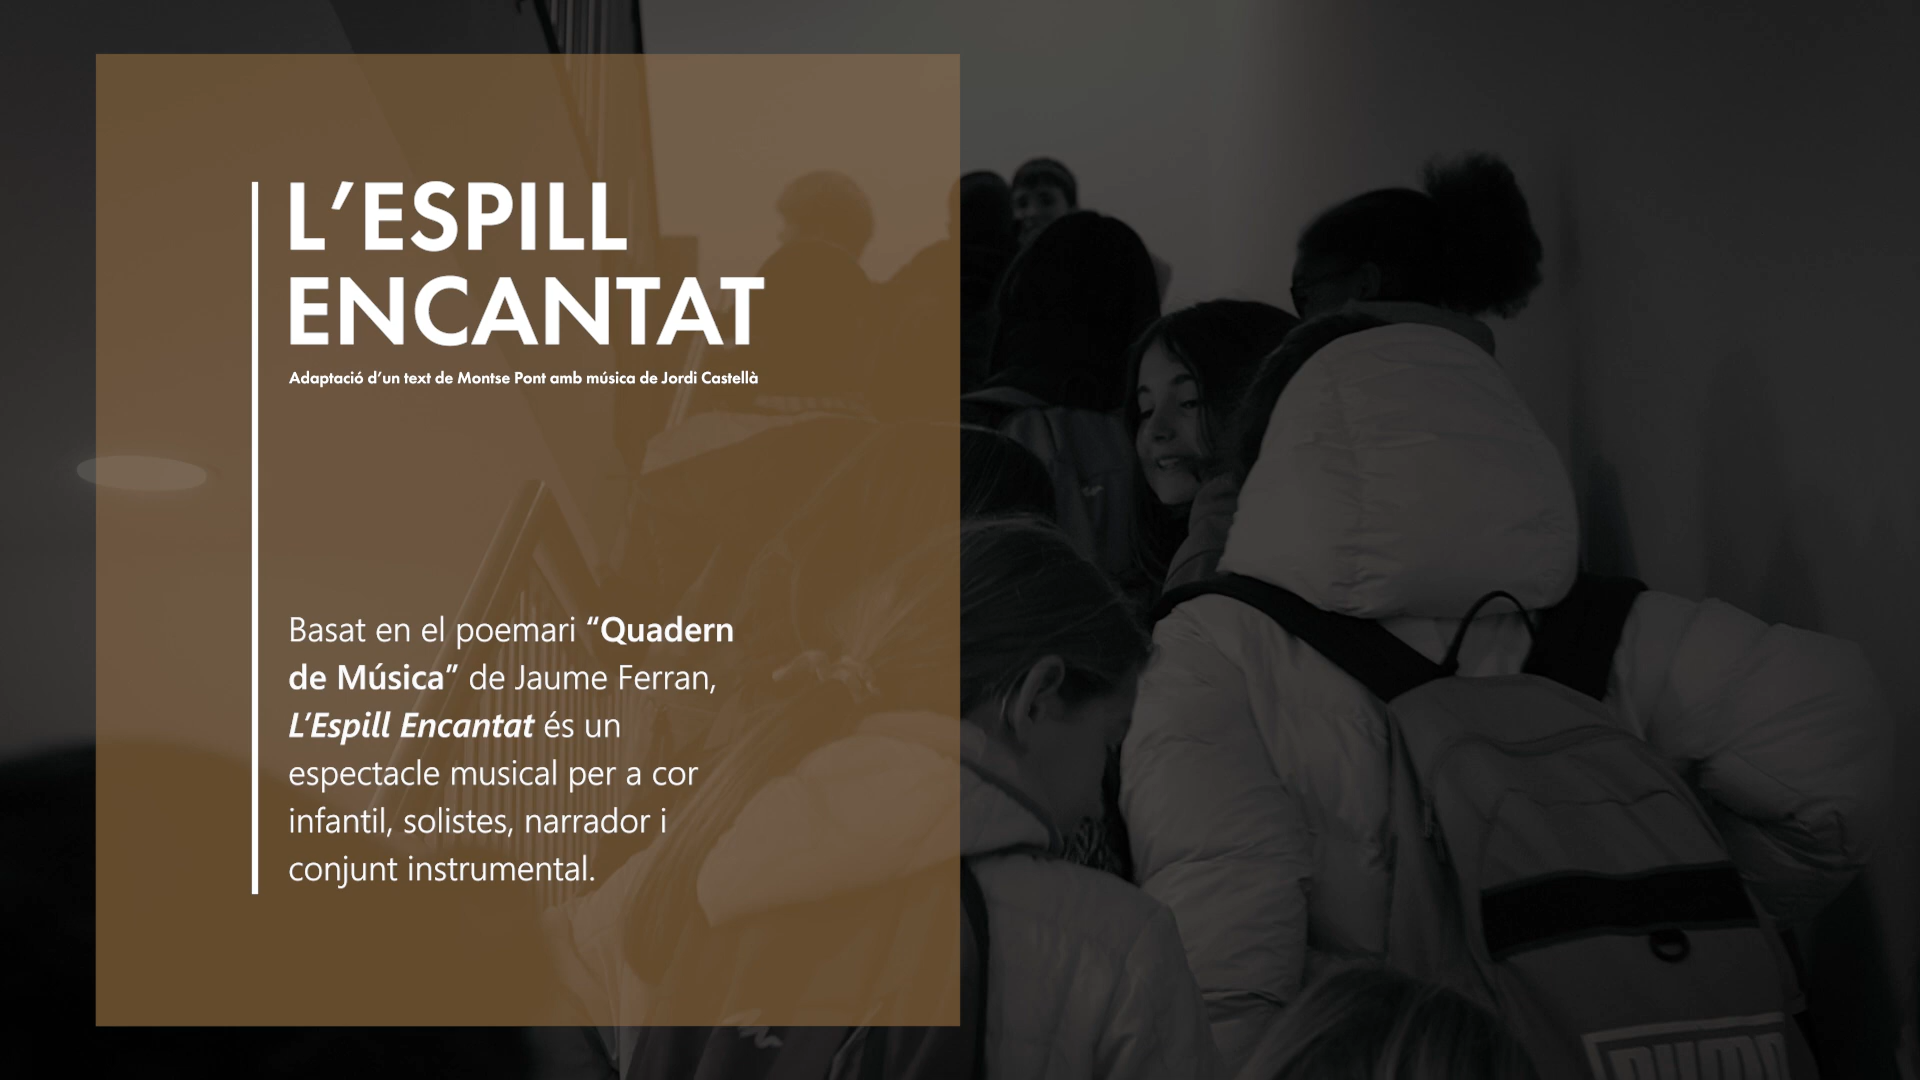 L’ESPILL
ENCANTAT
Adaptació d’un text de Montse Pont amb música de Jordi Castellà
Basat en el poemari “Quadern
de Música” de Jaume Ferran,
L’Espill Encantat és un
espectacle musical per a cor
infantil, solistes, narrador i
conjunt instrumental.
PUMA